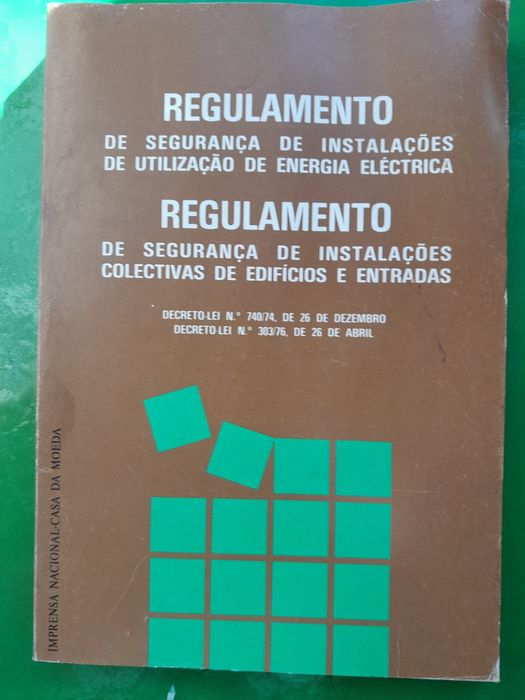 REGULAMENTO
DE SEGURANÇA DE INSTALAÇÕES
DE UTILIZAÇÃO DE ENERGIA ELÉCTRICA
REGULAMENTO
DE SEGURANÇA DE INSTALAÇÕES
COLECTIVAS DE EDIFÍCIOS E ENTRADAS
DECRETO-LEI N.º 740/74, DE 26 DE DEZEMBRO
DECRETO-LEI N.º 303/76, DE 26 DE ABRIL
IMPRENSA NACIONAL-CASA DA MOEDA